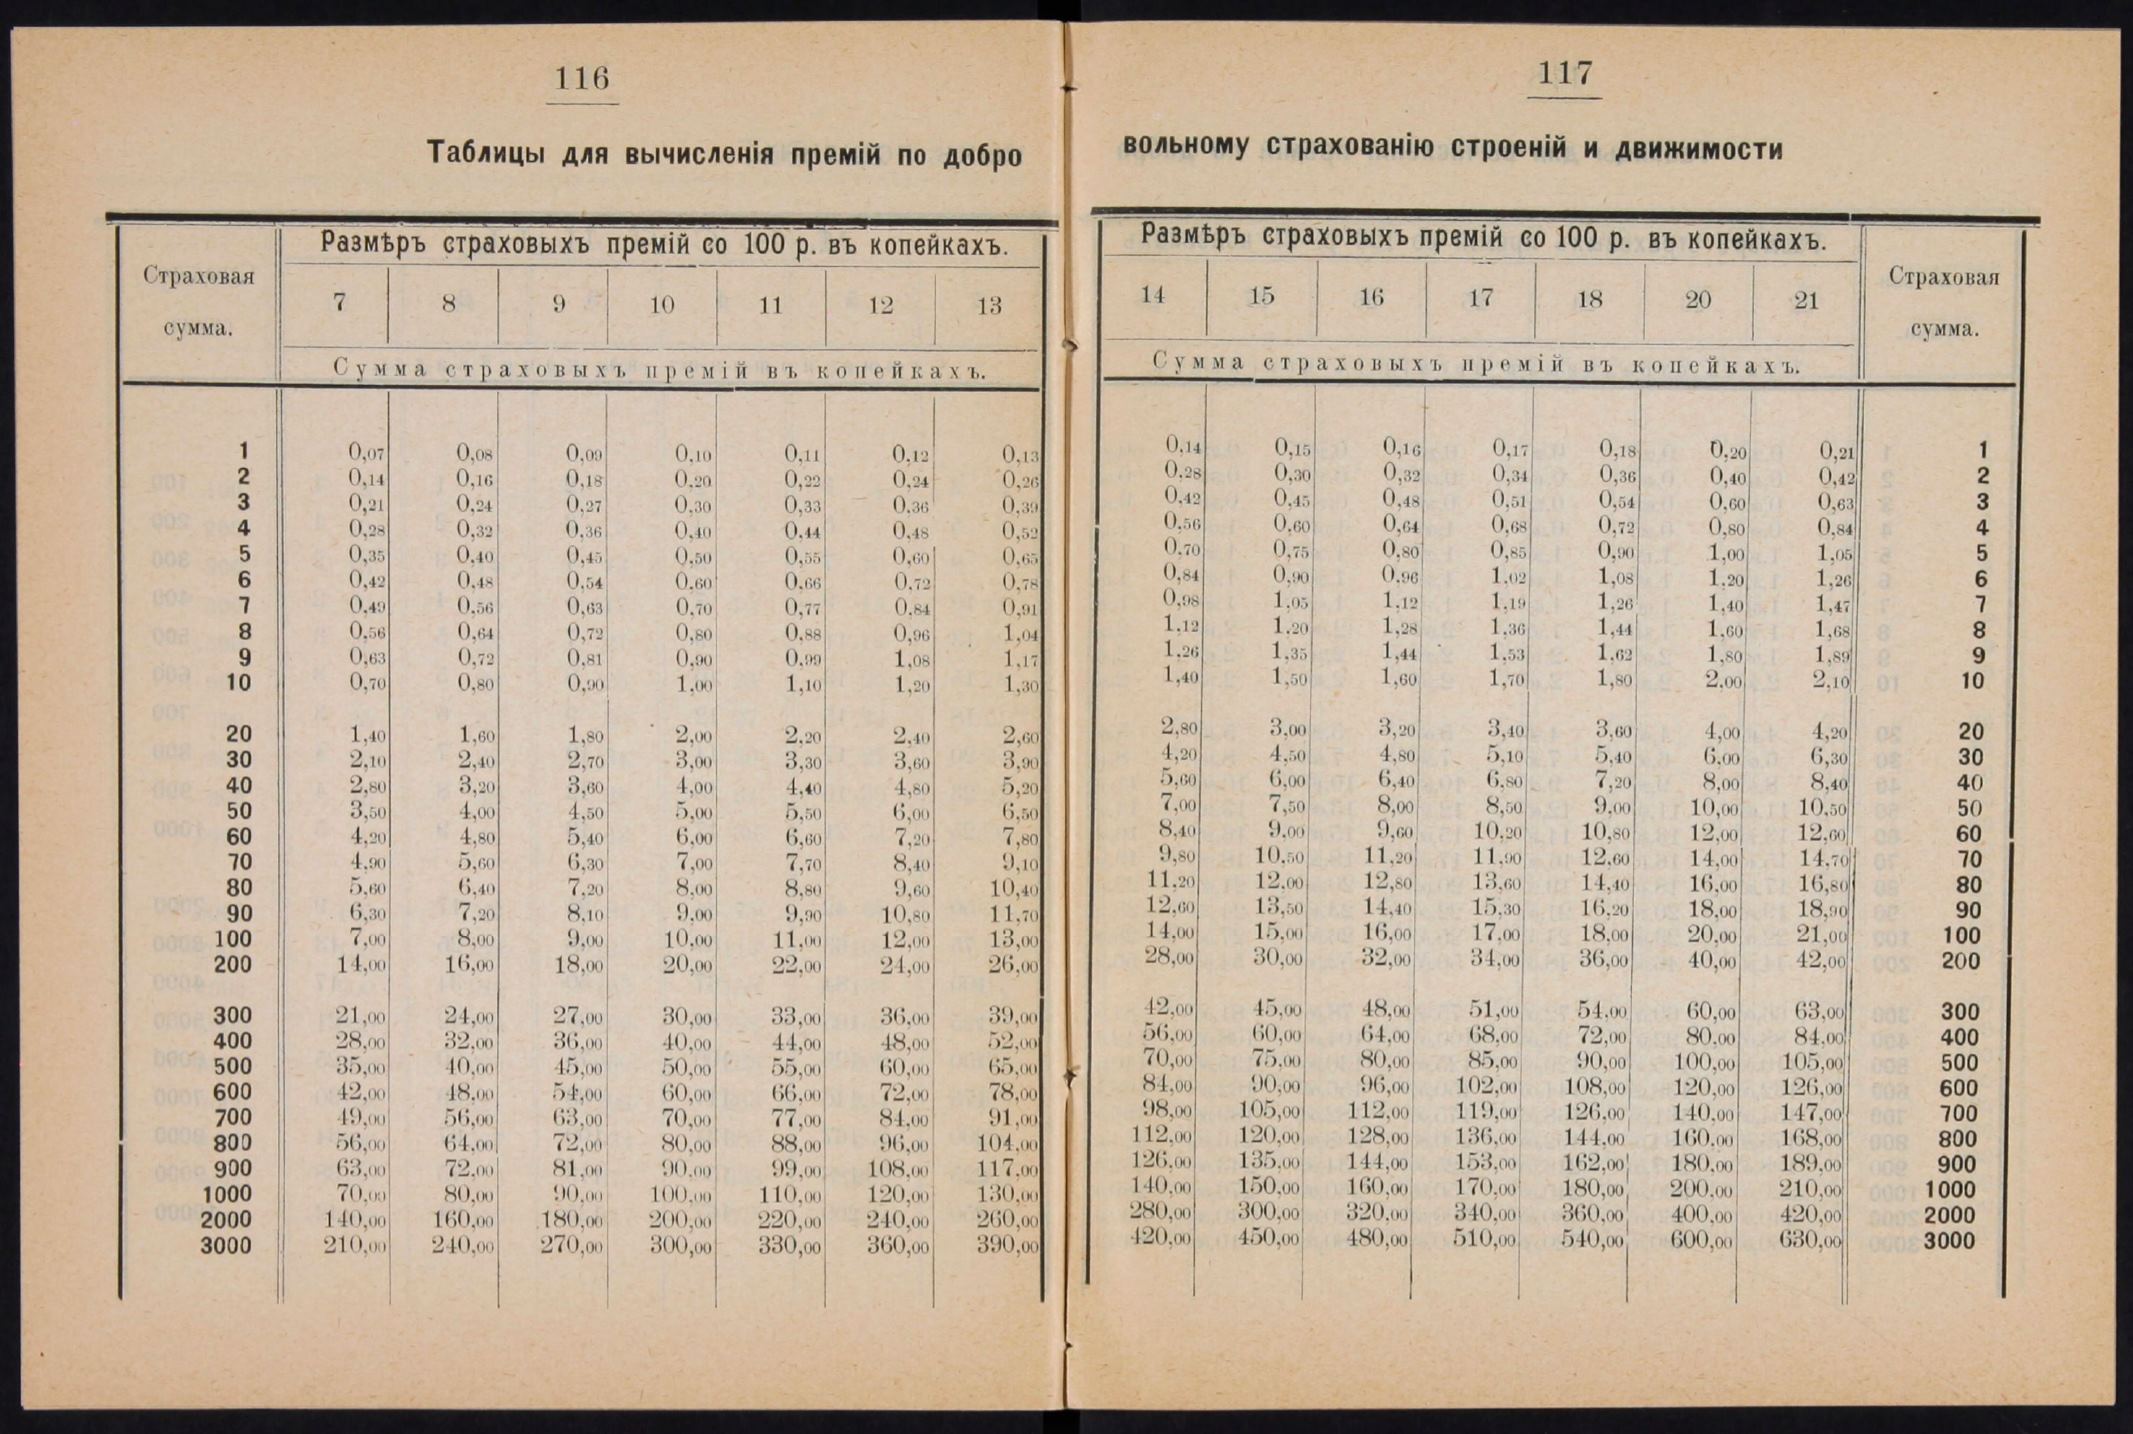 116
Таблицы для вычисленія премій по добро
Страховая сумма.
Размѣръ страховыхъ премій со 100 р. въ копейкахъ.
7 8 9 10 11 12 13
Сумма страховыхъ премій въ копейкахъ.
1 0,07 0,08 0,09 0,10 0,11 0,12 0,13
2 0,14 0,16 0,18 0,20 0,22 0,24 0,26
3 0,21 0,24 0,27 0,30 0,33 0,36 0,39
4 0,28 0,32 0,36 0,40 0,44 0,48 0,52
5 0,35 0,40 0,45 0,50 0,55 0,60 0,65
6 0,42 0,48 0,54 0,60 0,66 0,72 0,78
7 0,49 0,56 0,63 0,70 0,77 0,84 0,91
8 0,56 0,64 0,72 0,80 0,88 0,96 1,04
9 0,63 0,72 0,81 0,90 0,99 1,08 1,17
10 0,70 0,80 0,90 1,00 1,10 1,20 1,30
20 1,40 1,60 1,80 2,00 2,20 2,40 2,60
30 2,10 2,40 2,70 3,00 3,30 3,60 3,90
40 2,80 3,20 3,60 4,00 4,40 4,80 5,20
50 3,50 4,00 4,50 5,00 5,50 6,00 6,50
60 4,20 4,80 5,40 6,00 6,60 7,20 7,80
70 4,90 5,60 6,30 7,00 7,70 8,40 9,10
80 5,60 6,40 7,20 8,00 8,80 9,60 10,40
90 6,30 7,20 8,10 9,00 9,90 10,80 11,70
100 7,00 8,00 9,00 10,00 11,00 12,00 13,00
200 14,00 16,00 18,00 20,00 22,00 24,00 26,00
300 21,00 24,00 27,00 30,00 33,00 36,00 39,00
400 28,00 32,00 36,00 40,00 44,00 48,00 52,00
500 35,00 40,00 45,00 50,00 55,00 60,00 65,00
600 42,00 48,00 54,00 60,00 66,00 72,00 78,00
700 49,00 56,00 63,00 70,00 77,00 84,00 91,00
800 56,00 64,00 72,00 80,00 88,00 96,00 104,00
900 63,00 72,00 81,00 90,00 99,00 108,00 117,00
1000 70,00 80,00 90,00 100,00 110,00 120,00 130,00
2000 140,00 160,00 180,00 200,00 220,00 240,00 260,00
3000 210,00 240,00 270,00 300,00 330,00 360,00 390,00
117
вольному страхованію строеній и движимости
Размѣръ страховыхъ премій со 100 р. въ копейкахъ.
Страховая сумма.
14 15 16 17 18 20 21
Сумма страховыхъ премій въ копейкахъ.
0,14 0,15 0,16 0,17 0,18 0,20 0,21 1
0,28 0,30 0,32 0,34 0,36 0,40 0,42 2
0,42 0,45 0,48 0,51 0,54 0,60 0,63 3
0,56 0,60 0,64 0,68 0,72 0,80 0,84 4
0,70 0,75 0,80 0,85 0,90 1,00 1,05 5
0,84 0,90 0,96 1,02 1,08 1,20 1,26 6
0,98 1,05 1,12 1,19 1,26 1,40 1,47 7
1,12 1,20 1,28 1,36 1,44 1,60 1,68 8
1,26 1,35 1,44 1,53 1,62 1,80 1,89 9
1,40 1,50 1,60 1,70 1,80 2,00 2,10 10
2,80 3,00 3,20 3,40 3,60 4,00 4,20 20
4,20 4,50 4,80 5,10 5,40 6,00 6,30 30
5,60 6,00 6,40 6,80 7,20 8,00 8,40 40
7,00 7,50 8,00 8,50 9,00 10,00 10,50 50
8,40 9,00 9,60 10,20 10,80 12,00 12,60 60
9,80 10,50 11,20 11,90 12,60 14,00 14,70 70
11,20 12,00 12,80 13,60 14,40 16,00 16,80 80
12,60 13,50 14,40 15,30 16,20 18,00 18,90 90
14,00 15,00 16,00 17,00 18,00 20,00 21,00 100
28,00 30,00 32,00 34,00 36,00 40,00 42,00 200
42,00 45,00 48,00 51,00 54,00 60,00 63,00 300
56,00 60,00 64,00 68,00 72,00 80,00 84,00 400
70,00 75,00 80,00 85,00 90,00 100,00 105,00 500
84,00 90,00 96,00 102,00 108,00 120,00 126,00 600
98,00 105,00 112,00 119,00 126,00 140,00 147,00 700
112,00 120,00 128,00 136,00 144,00 160,00 168,00 800
126,00 135,00 144,00 153,00 162,00 180,00 189,00 900
140,00 150,00 160,00 170,00 180,00 200,00 210,00 1000
280,00 300,00 320,00 340,00 360,00 400,00 420,00 2000
420,00 450,00 480,00 510,00 540,00 600,00 630,00 3000